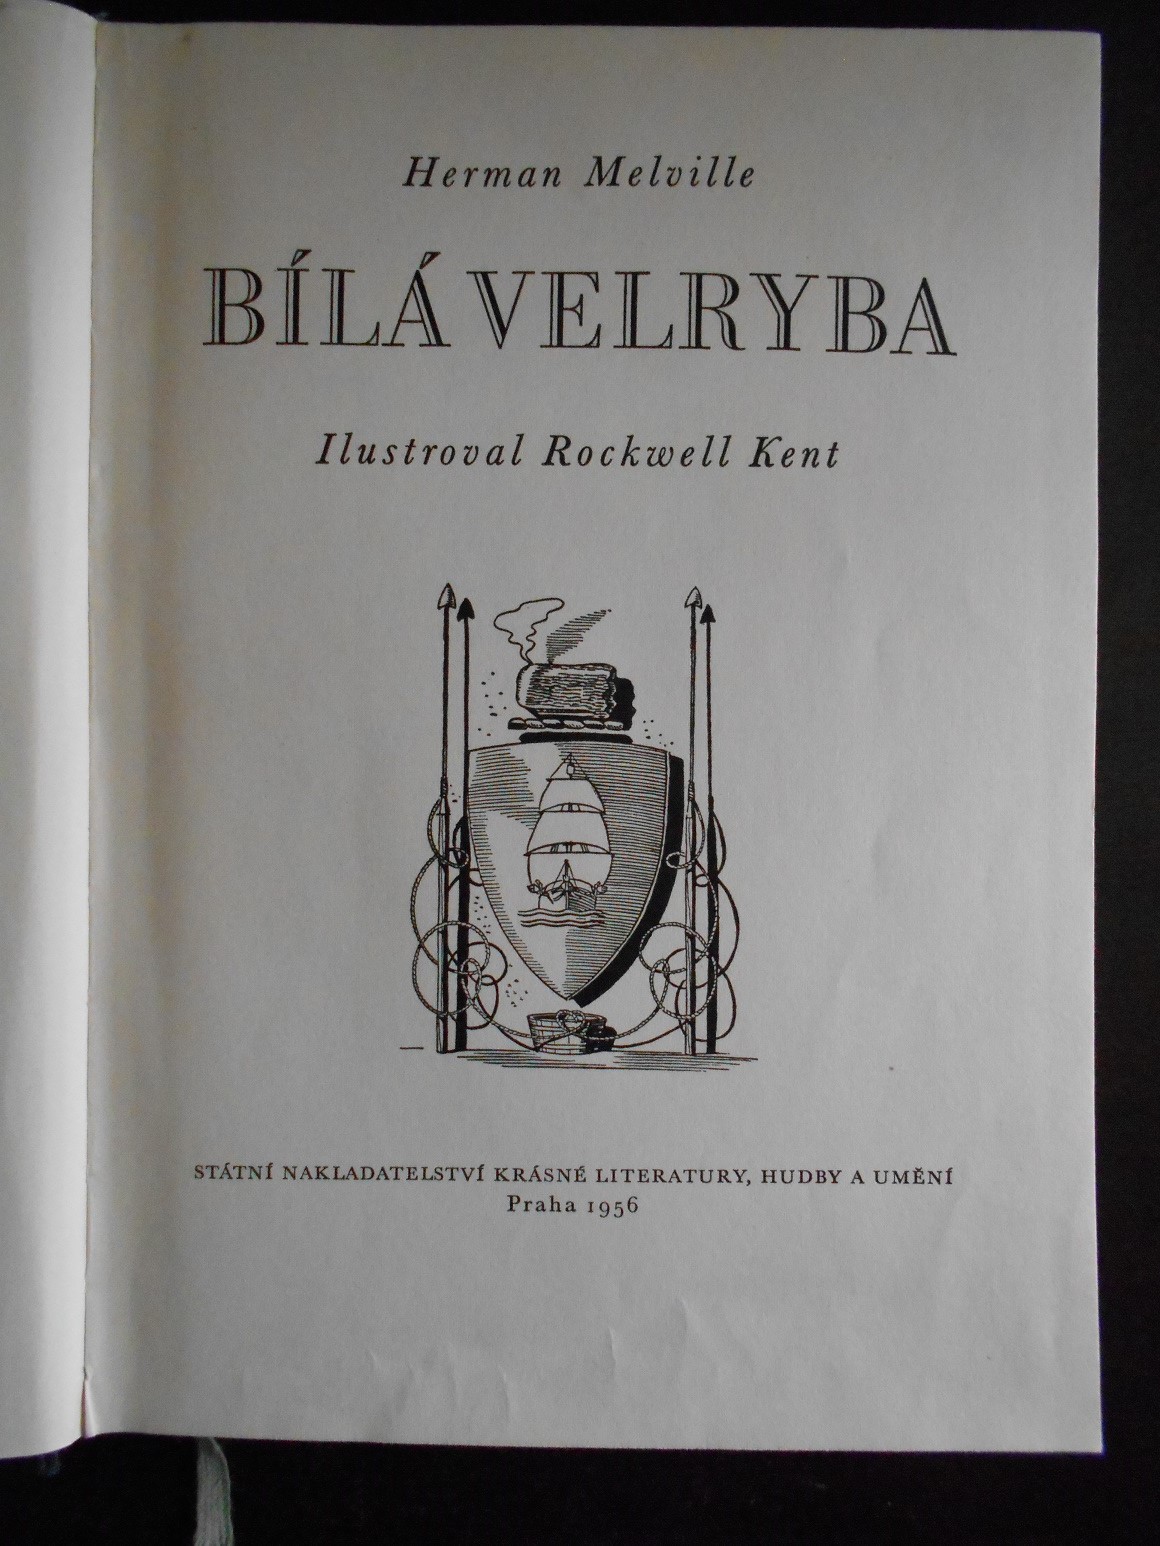 Herman Melville
BÍLÁ VELRYBA
Ilustroval Rockwell Kent
STÁTNÍ NAKLADATELSTVÍ KRÁSNÉ LITERATURY, HUDBY A UMĚNÍ
Praha 1956